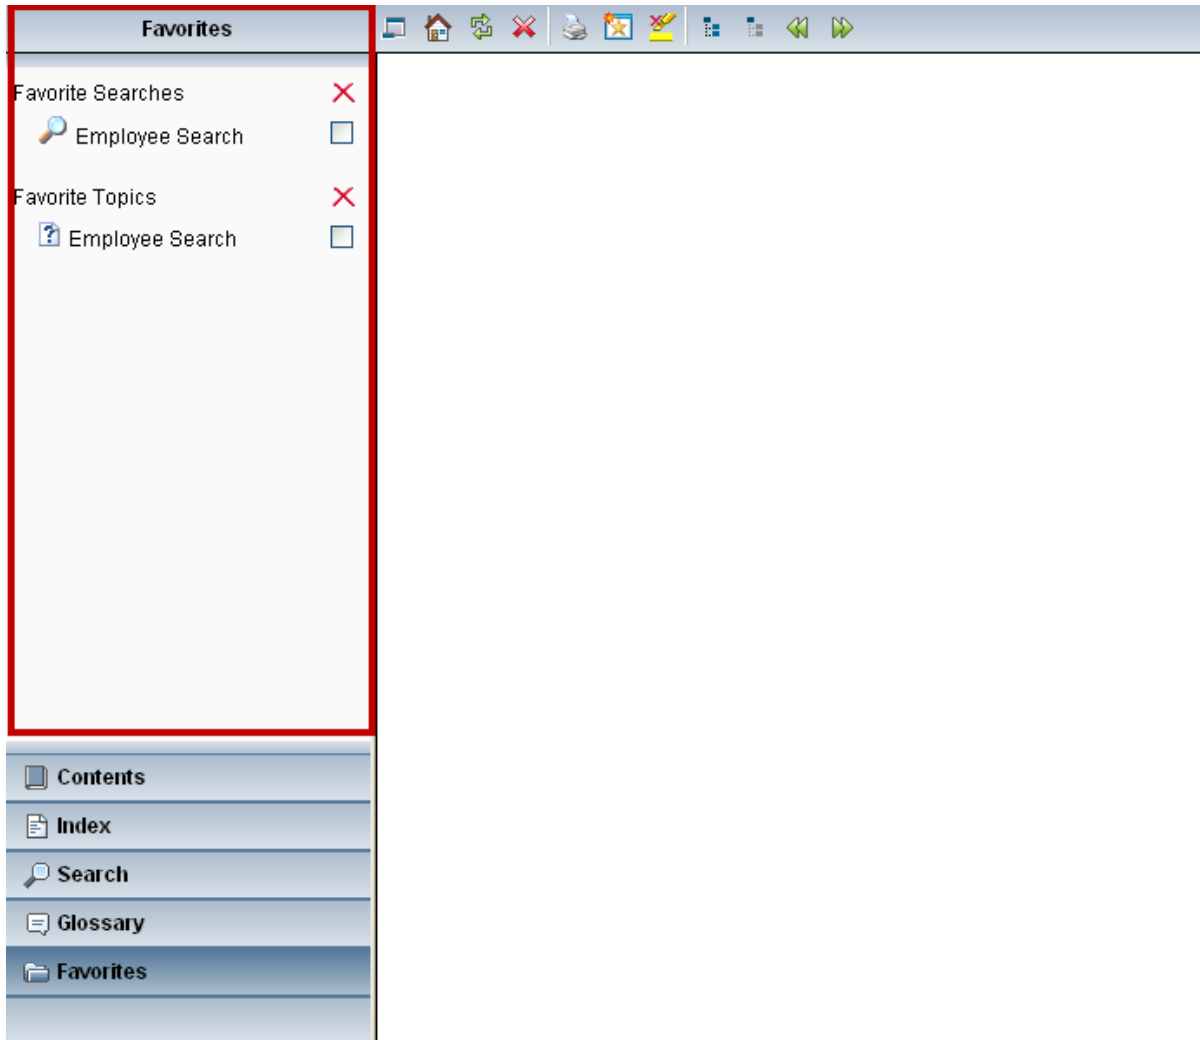 Favorites
Favorite Searches
Employee Search
Favorite Topics
Employee Search
Contents
Index
Search
Glossary
Favorites